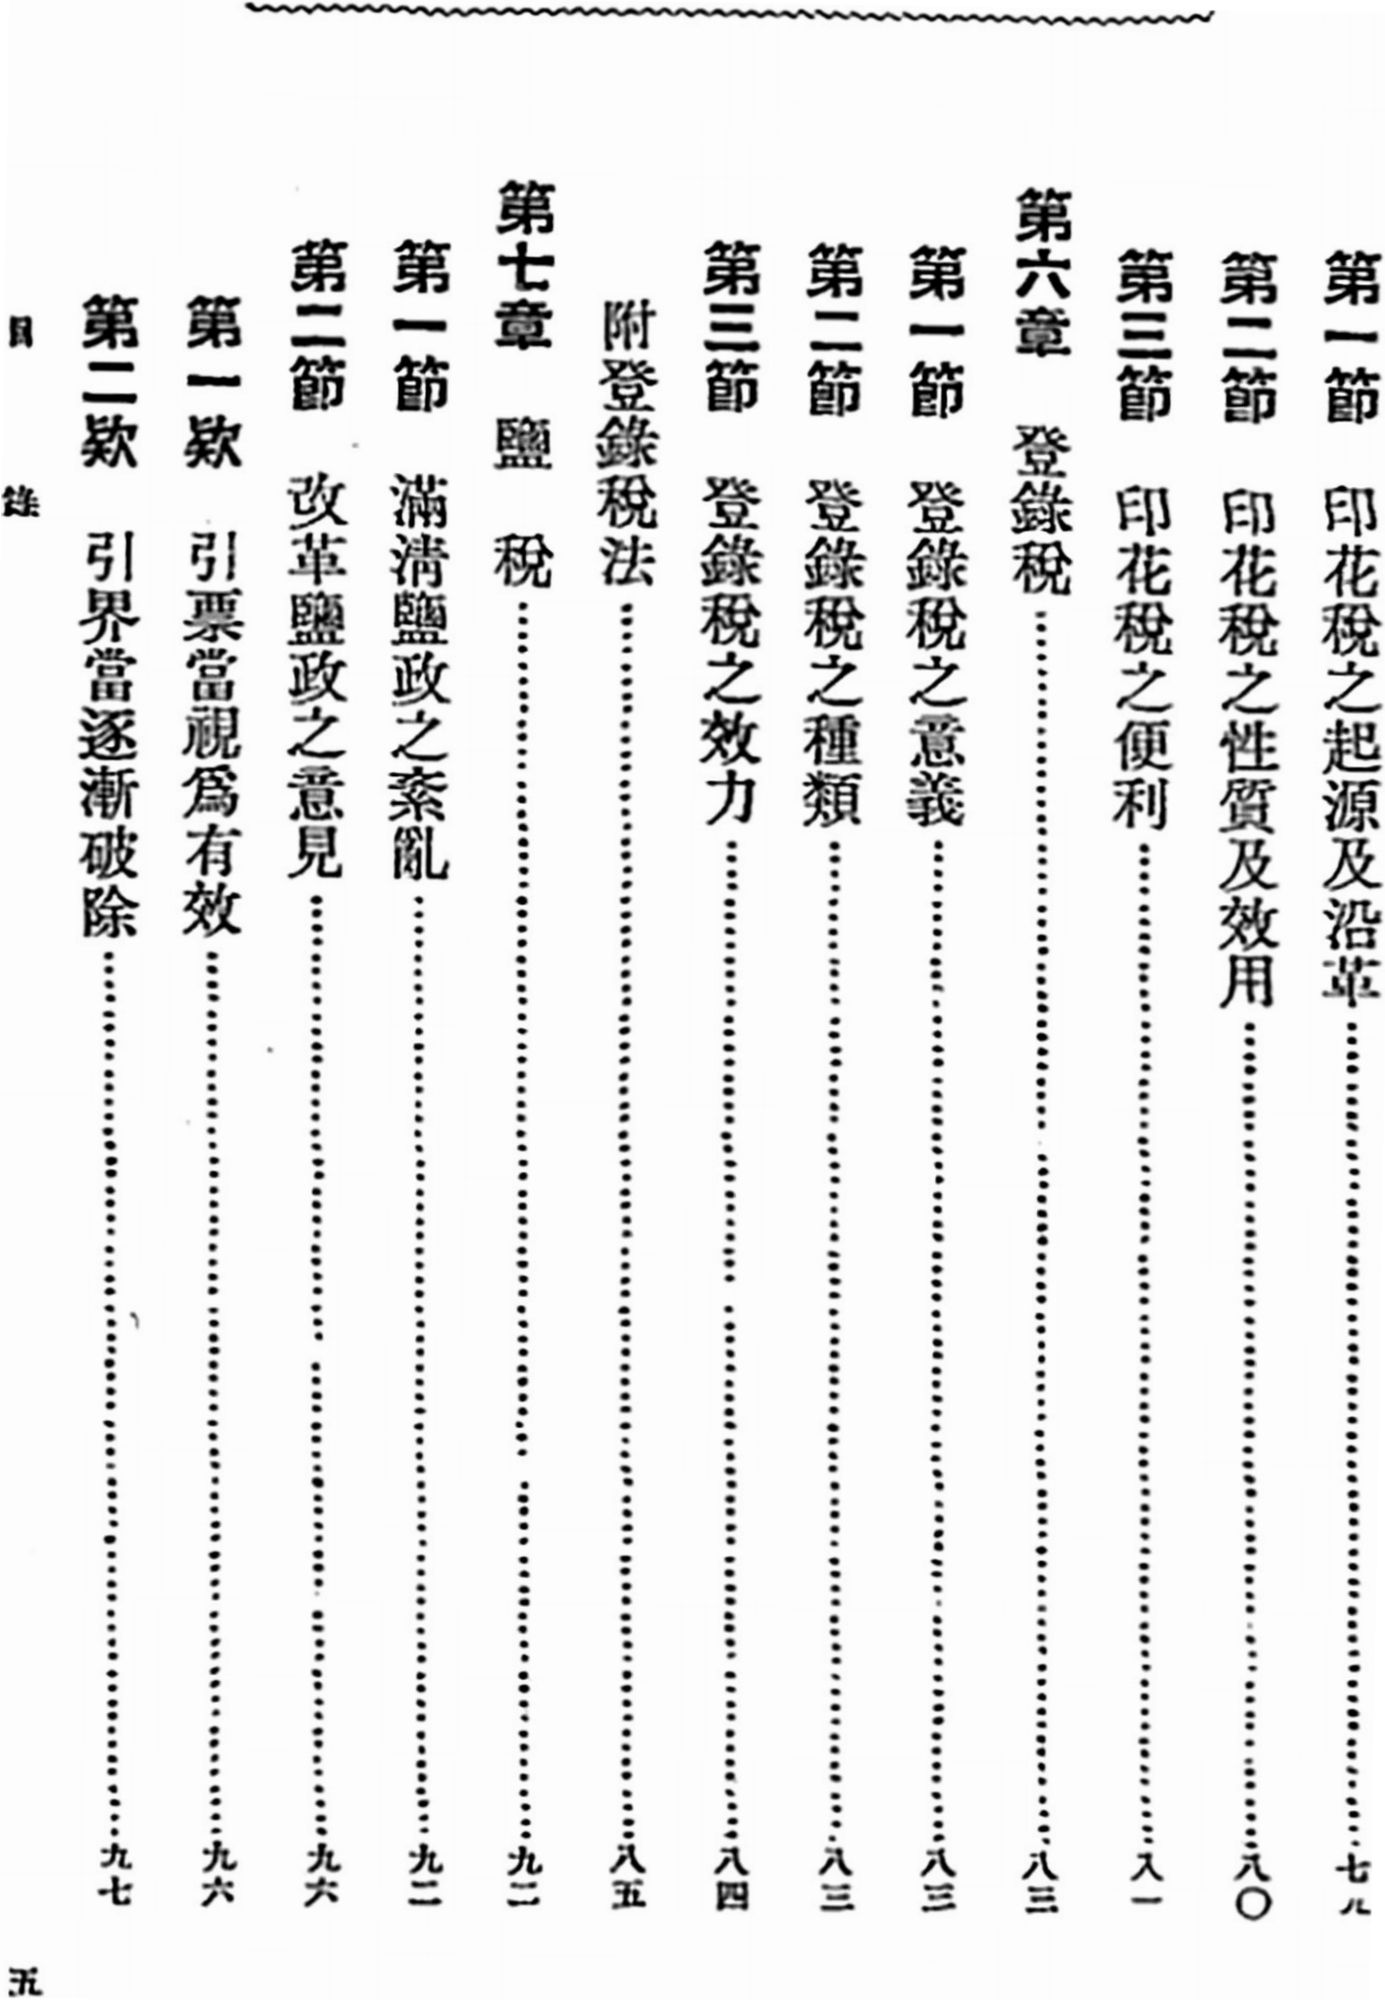 第一節　印花稅之起源及沿革……七八
第二節　印花稅之性質及效用……八〇
第三節　印花稅之便利……八一
第六章　登錄稅……八三
第一節　登錄稅之意義……八三
第二節　登錄稅之種類……八三
第三節　登錄稅之效力……八四
附登錄稅法……八五
第七章　鹽　稅……九二
第一節　滿淸鹽政之紊亂……九二
第二節　改革鹽政之意見……九六
第一欵　引票當視爲有效……九六
第二欵　引界當逐漸破除……九七
目　錄　五